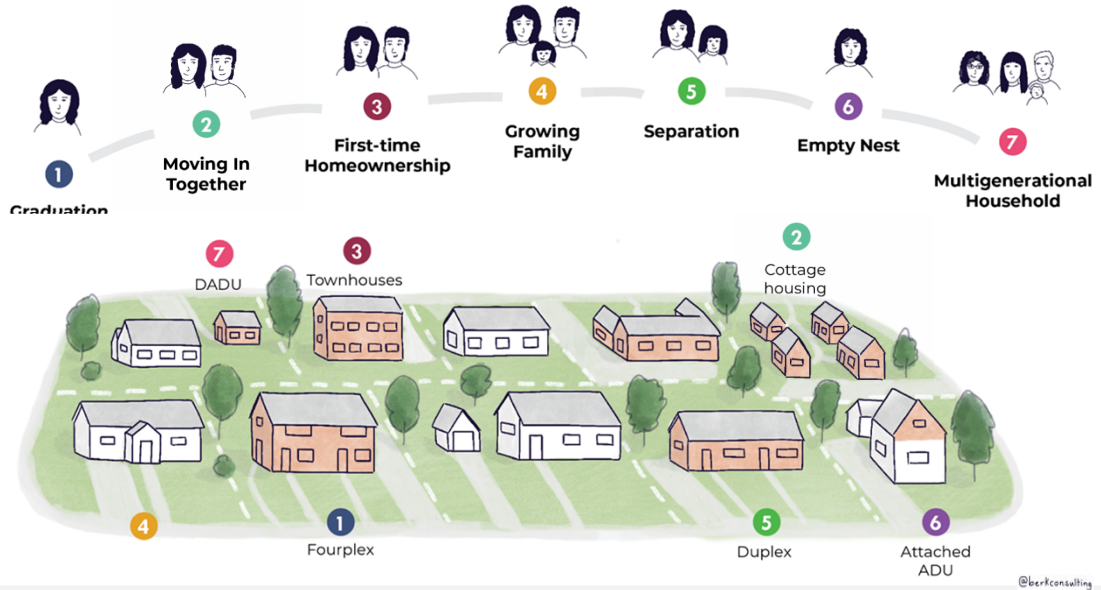 1
Graduation
2
Moving In
Together
3
First-time
Homeownership
4
Growing
Family
5
Separation
6
Empty Nest
7
Multigenerational
Household
7
DADU
3
Townhouses
2
Cottage
housing
4
1
Fourplex
5
Duplex
6
Attached
ADU
@berkconsulting